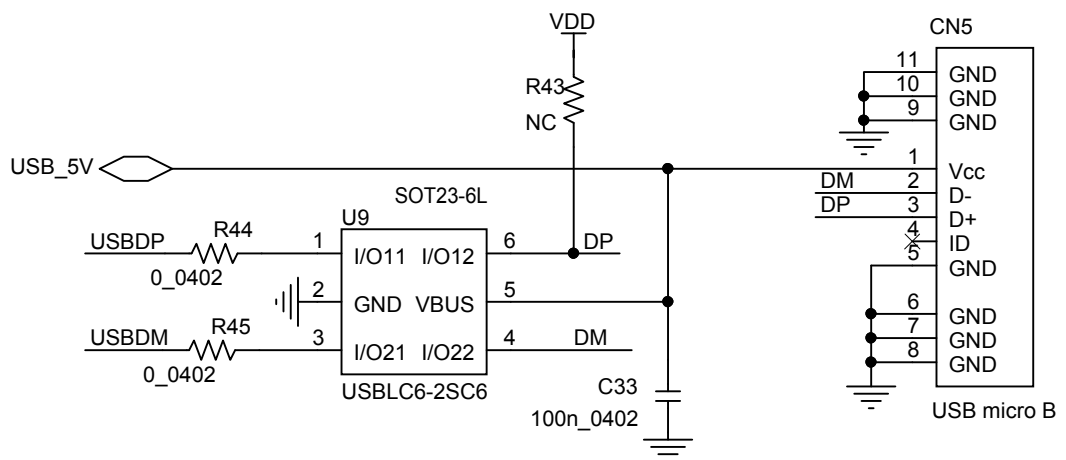 VDD
CN5
R43
NC
11 GND
10 GND
9 GND
USB_5V
1 Vcc
DM 2 D-
DP 3 D+
4 ID
5 GND
6 GND
7 GND
8 GND
USB micro B
SOT23-6L
U9
USBDP R44 1 I/O11 I/O12 6 DP
0_0402
2 GND VBUS 5
USBDM R45 3 I/O21 I/O22 4 DM
0_0402
USBLC6-2SC6
C33
100n_0402